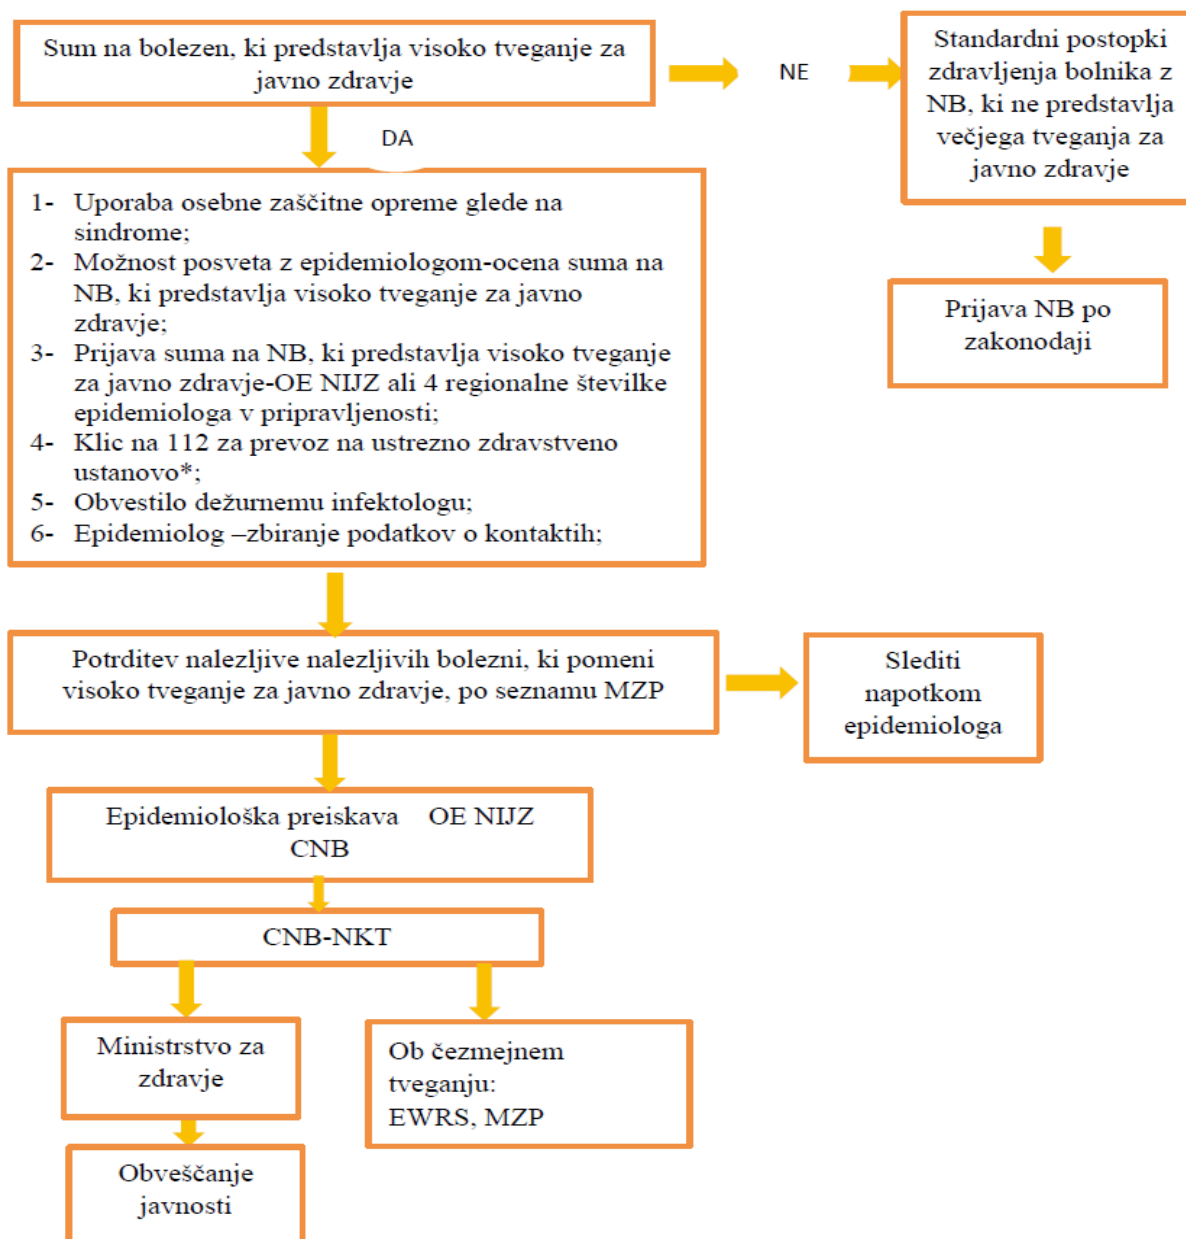 Sum na bolezen, ki predstavlja visoko tveganje za
javno zdravje
NE
Standardni postopki
zdravljenja bolnika z
NB, ki ne predstavlja
večjega tveganja za
javno zdravje
DA
1- Uporaba osebne zaščitne opreme glede na
sindrome;
2- Možnost posveta z epidemiologom-ocena suma na
NB, ki predstavlja visoko tveganje za javno
zdravje;
3- Prijava suma na NB, ki predstavlja visoko tveganje
za javno zdravje-OE NIJZ ali 4 regionalne številke
epidemiologa v pripravljenosti;
4- Klic na 112 za prevoz na ustrezno zdravstveno
ustanovo*;
5- Obvestilo dežurnemu infektologu;
6- Epidemiolog –zbiranje podatkov o kontaktih;
Prijava NB po
zakonodaji
Potrditev nalezljive nalezljivih bolezni, ki pomeni
visoko tveganje za javno zdravje, po seznamu MZP
Slediti
napotkom
epidemiologa
Epidemiološka preiskava OE NIJZ
CNB
CNB-NKT
Ministrstvo za
zdravje
Ob čezmejnem
tveganju:
EWRS, MZP
Obveščanje
javnosti